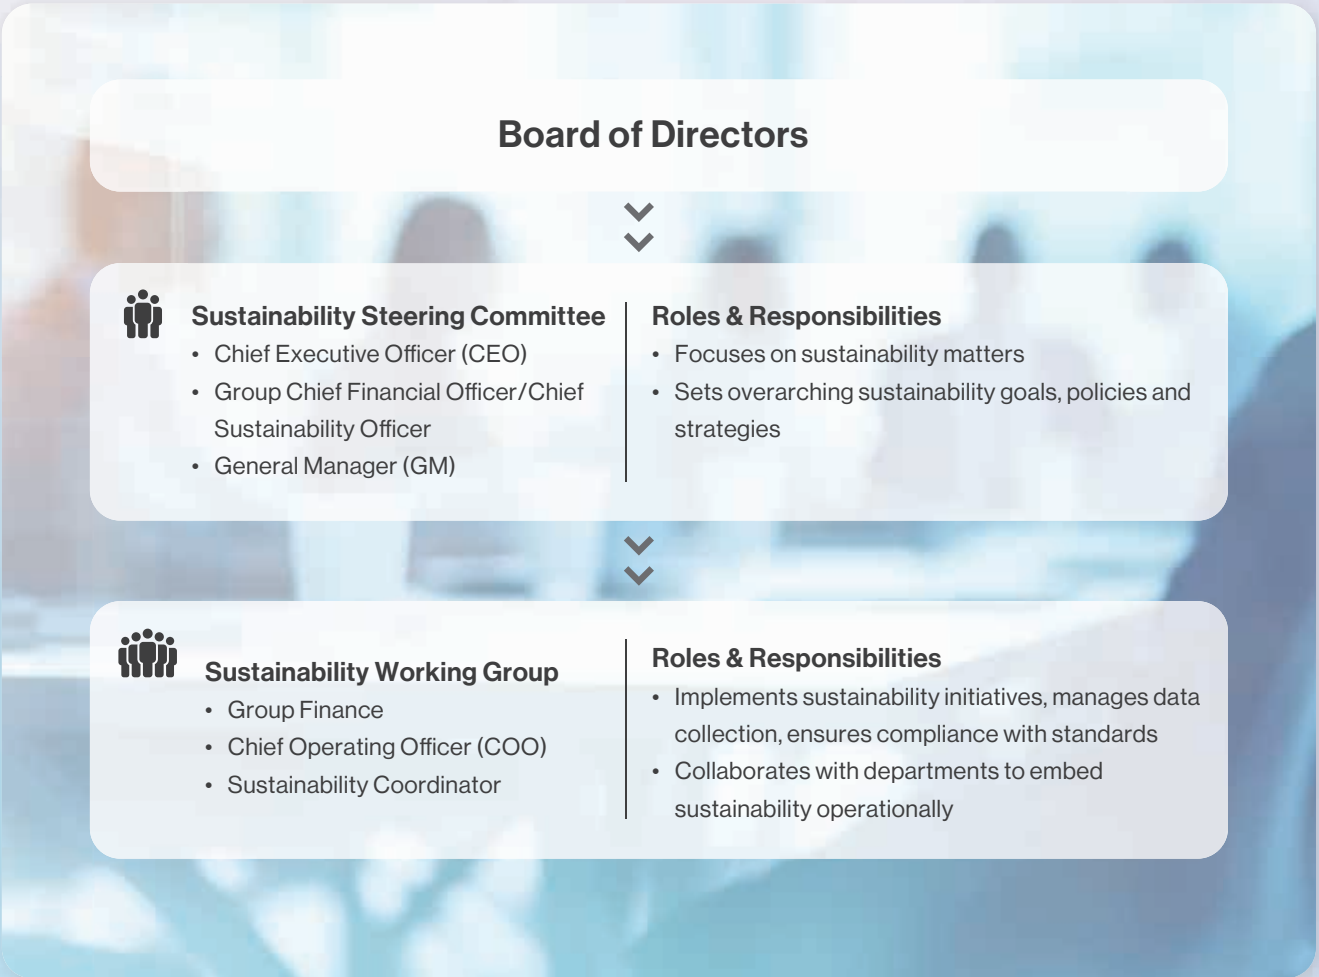 Board of Directors
Sustainability Steering Committee
• Chief Executive Officer (CEO)
• Group Chief Financial Officer/Chief
Sustainability Officer
• General Manager (GM)
Roles & Responsibilities
• Focuses on sustainability matters
• Sets overarching sustainability goals, policies and
strategies
Sustainability Working Group
• Group Finance
• Chief Operating Officer (COO)
• Sustainability Coordinator
Roles & Responsibilities
• Implements sustainability initiatives, manages data
collection, ensures compliance with standards
• Collaborates with departments to embed
sustainability operationally